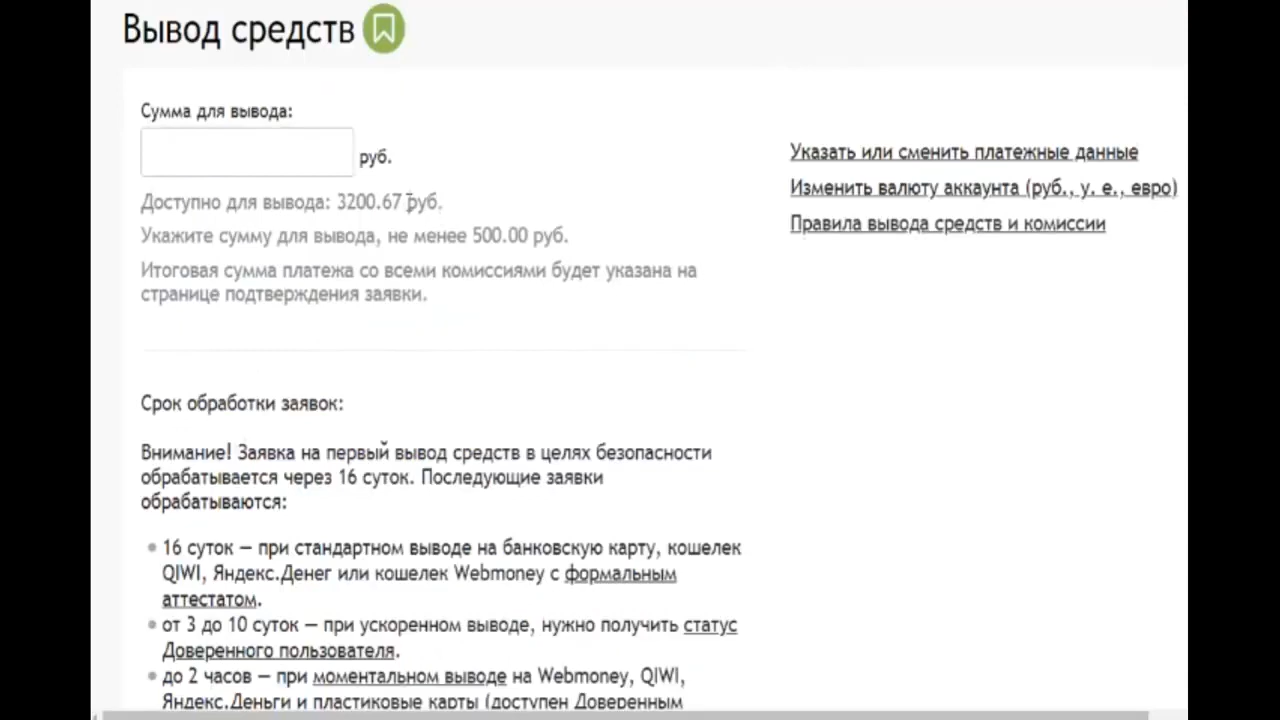 Вывод средств
Сумма для вывода:
руб.
Доступно для вывода: 3200.67 руб.
Укажите сумму для вывода, не менее 500.00 руб.
Итоговая сумма платежа со всеми комиссиями будет указана на
странице подтверждения заявки.
Указать или сменить платежные данные
Изменить валюту аккаунта (руб., у. е., евро)
Правила вывода средств и комиссии
Срок обработки заявок:
Внимание! Заявка на первый вывод средств в целях безопасности
обрабатывается через 16 суток. Последующие заявки
обрабатываются:
16 суток — при стандартном выводе на банковскую карту, кошелек
QIWI, Яндекс.Денег или кошелек Webmoney с формальным
аттестатом.
от 3 до 10 суток — при ускоренном выводе, нужно получить статус
Доверенного пользователя.
до 2 часов — при моментальном выводе на Webmoney, QIWI,
Яндекс.Деньги и пластиковые карты (доступен Доверенным